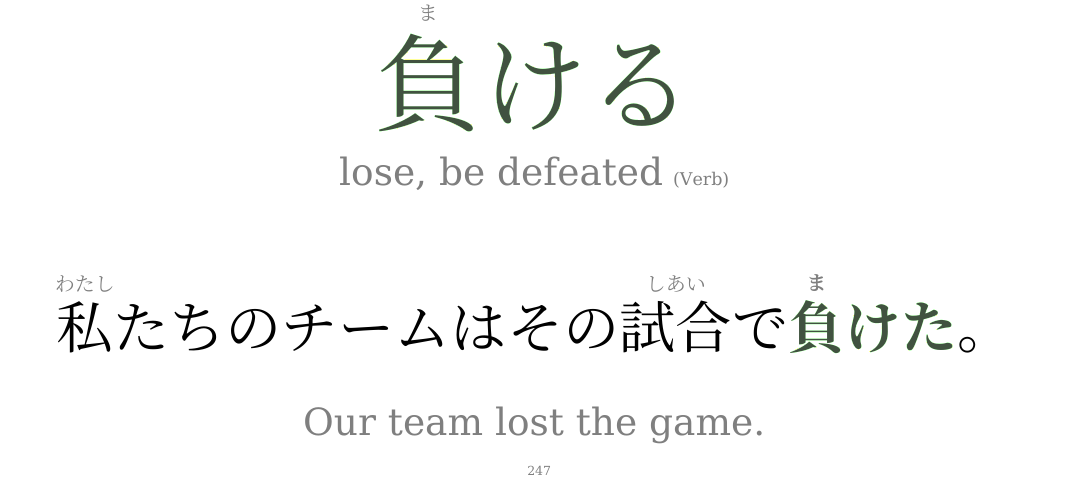 ま
負ける
lose, be defeated (Verb)
わたし しあい ま
私たちのチームはその試合で負けた。
Our team lost the game.
247